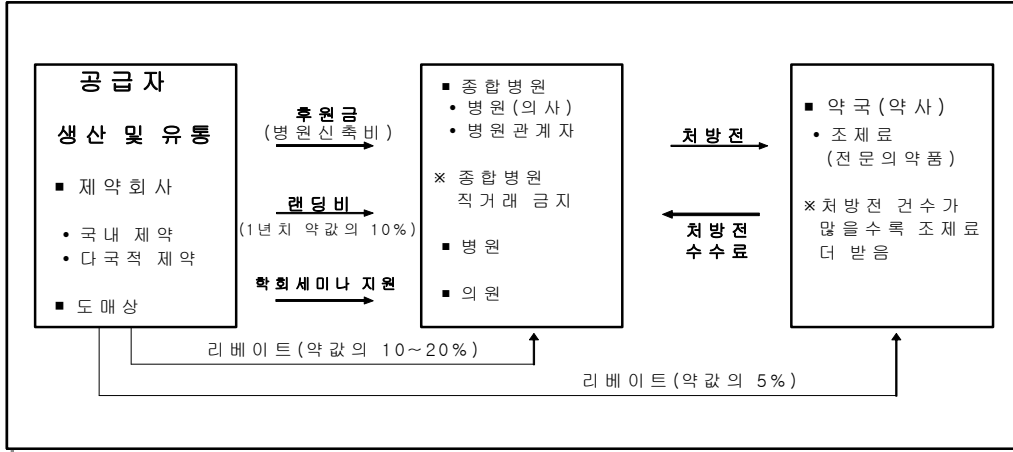 공급자
생산 및 유통
■ 제약회사
• 국내 제약
• 다국적 제약
■ 도매상
후원금
(병원신축비)
랜딩비
(1년치 약값의 10%)
학회세미나 지원
■ 종합병원
• 병원(의사)
• 병원관계자
※ 종합병원
직거래 금지
■ 병원
■ 의원
처방전
처방전
수수료
■ 약국(약사)
• 조제료
(전문의약품)
※처방전 건수가
많을수록 조제료
더 받음
리베이트(약값의 10~20%)
리베이트(약값의 5%)